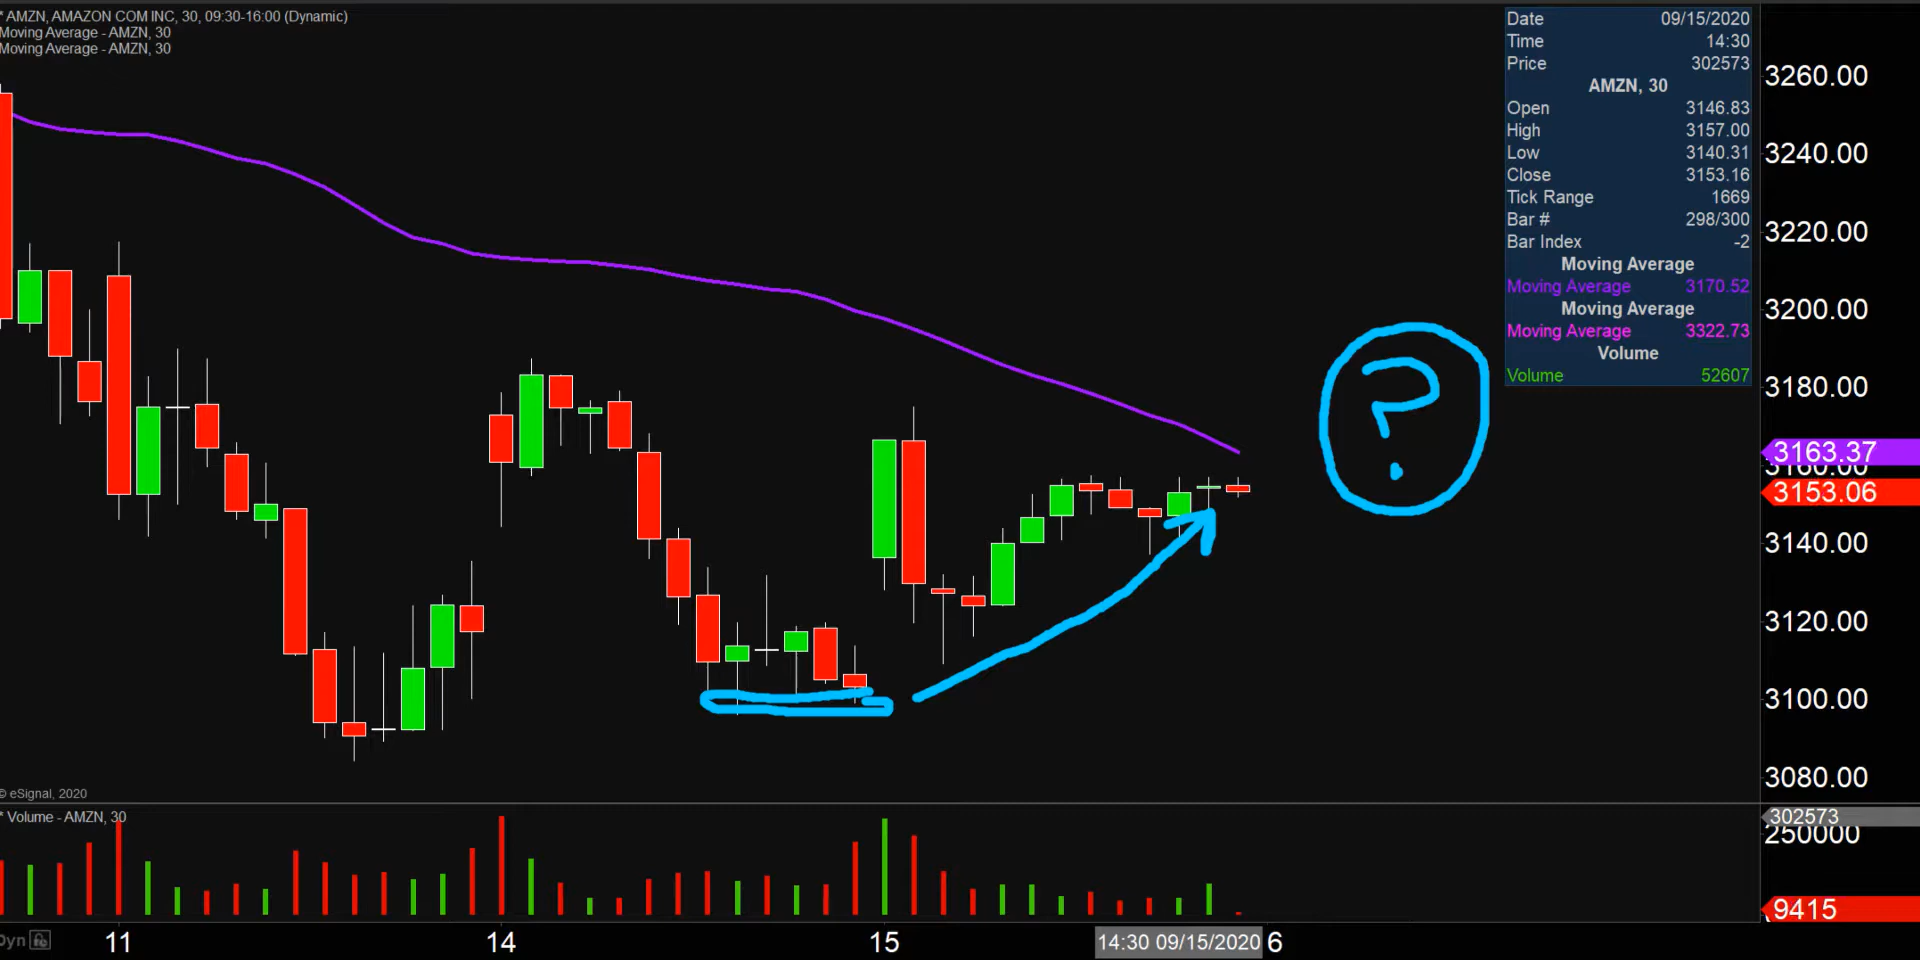 * AMZN, AMAZON COM INC, 30, 09:30-16:00 (Dynamic)
Moving Average - AMZN, 30
Moving Average - AMZN, 30
Date 09/15/2020
Time 14:30
Price 302573
AMZN, 30
Open 3146.83
High 3157.00
Low 3140.31
Close 3153.16
Tick Range 1669
Bar # 298/300
Bar Index -2
Moving Average
Moving Average 3170.52
Moving Average
Moving Average 3322.73
Volume
Volume 52607
3260.00
3240.00
3220.00
3200.00
3180.00
3163.37
3160.00
3153.06
3140.00
3120.00
3100.00
3080.00
?
© eSignal, 2020
* Volume - AMZN, 30
302573
250000
9415
Dyn
11 14 15 14:30 09/15/2020 6